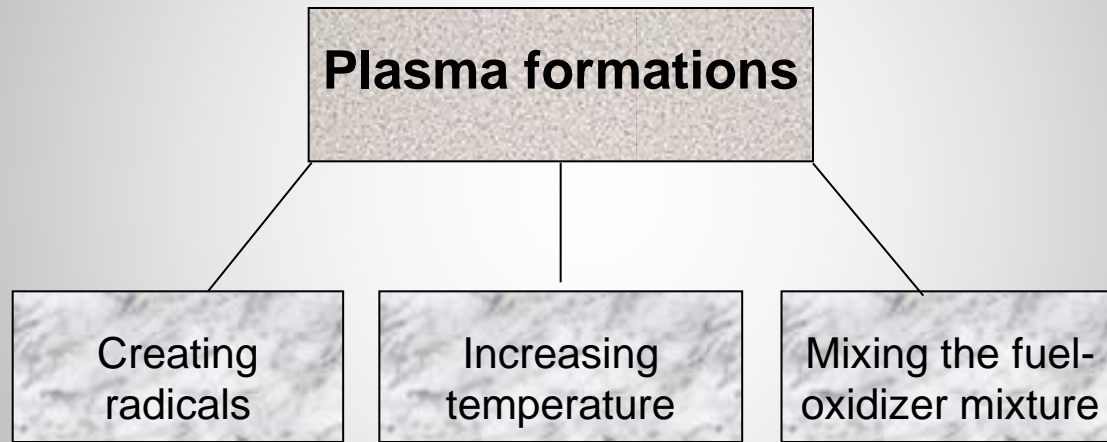 Plasma formations
Creating
radicals
Increasing
temperature
Mixing the fuel-
oxidizer mixture